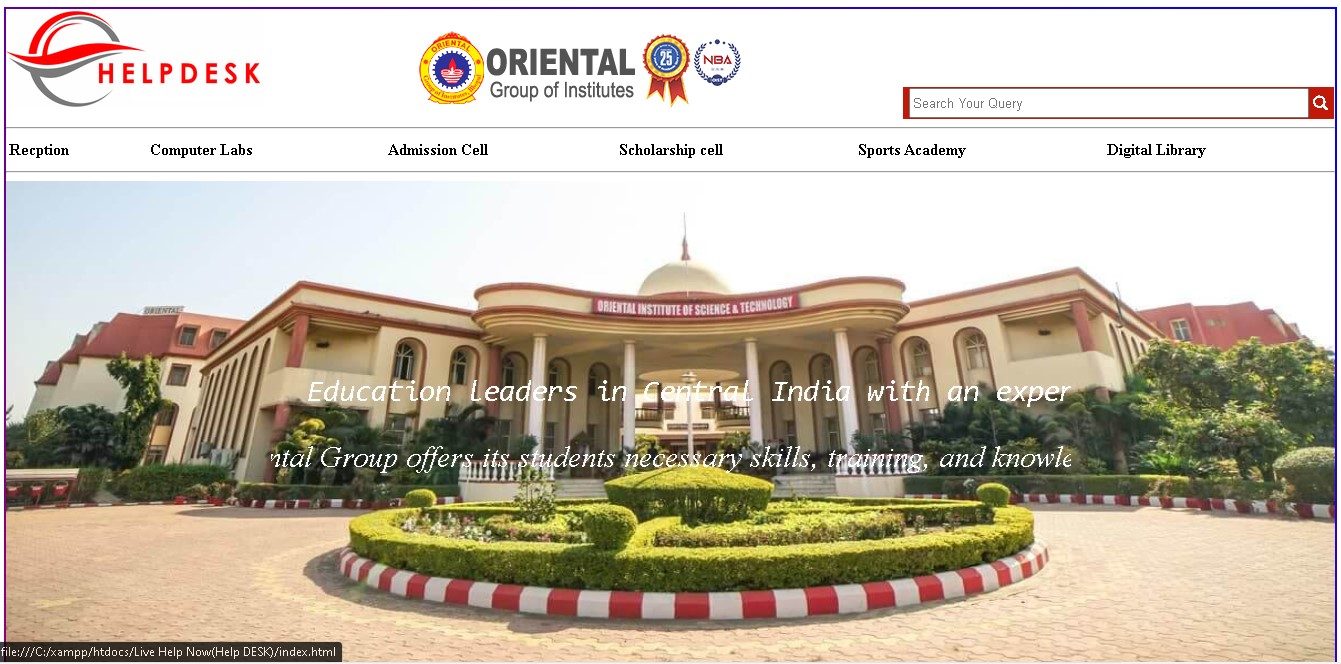 HELPDESK
ORIENTAL
ORIENTAL
Group of Institutes
25
NBA
Search Your Query
Recption Computer Labs Admission Cell Scholarship cell Sports Academy Digital Library
ORIENTAL
ORIENTAL INSTITUTE OF SCIENCE & TECHNOLOGY
Education leaders in Central India with an exper
ntal Group offers its students necessary skills, training, and knowle
file:///C:/xampp/htdocs/Live Help Now(Help DESK)/index.html